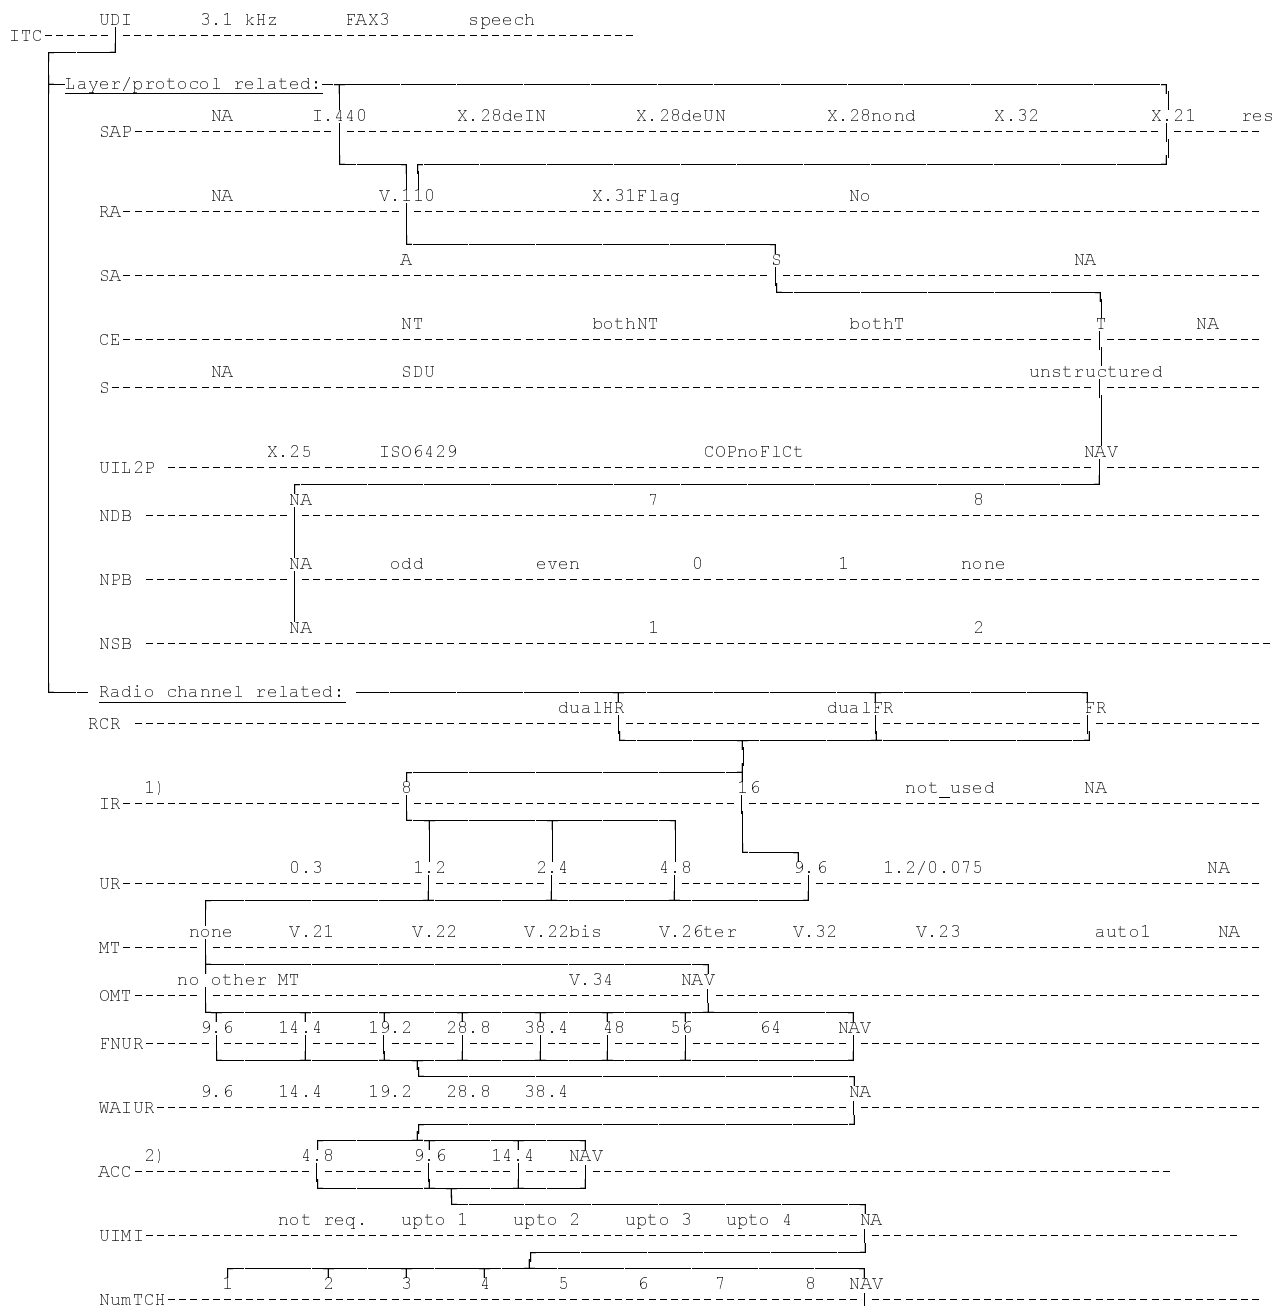 UDI 3.1 kHz FAX3 speech
ITC
Layer/protocol related:
NA I.440 X.28deIN X.28deUN X.28nond X.32 X.21 res
SAP
NA V.110 X.31Flag No
RA
A S NA
SA
NT bothNT bothT T NA
CE
NA SDU unstructured
S
X.25 ISO6429 COPnoFlCt NAV
UIL2P
NA 7 8
NDB
NA odd even 0 1 none
NPB
NA 1 2
NSB
Radio channel related:
dualHR dualFR FR
RCR
1) 8 16 not_used NA
IR
0.3 1.2 2.4 4.8 9.6 1.2/0.075 NA
UR
none V.21 V.22 V.22bis V.26ter V.32 V.23 auto1 NA
MT
no other MT V.34 NAV
OMT
9.6 14.4 19.2 28.8 38.4 48 56 64 NAV
FNUR
9.6 14.4 19.2 28.8 38.4 NA
WAIUR
2) 4.8 9.6 14.4 NAV
ACC
not req. upto 1 upto 2 upto 3 upto 4 NA
UIMI
1 2 3 4 5 6 7 8 NAV
NumTCH